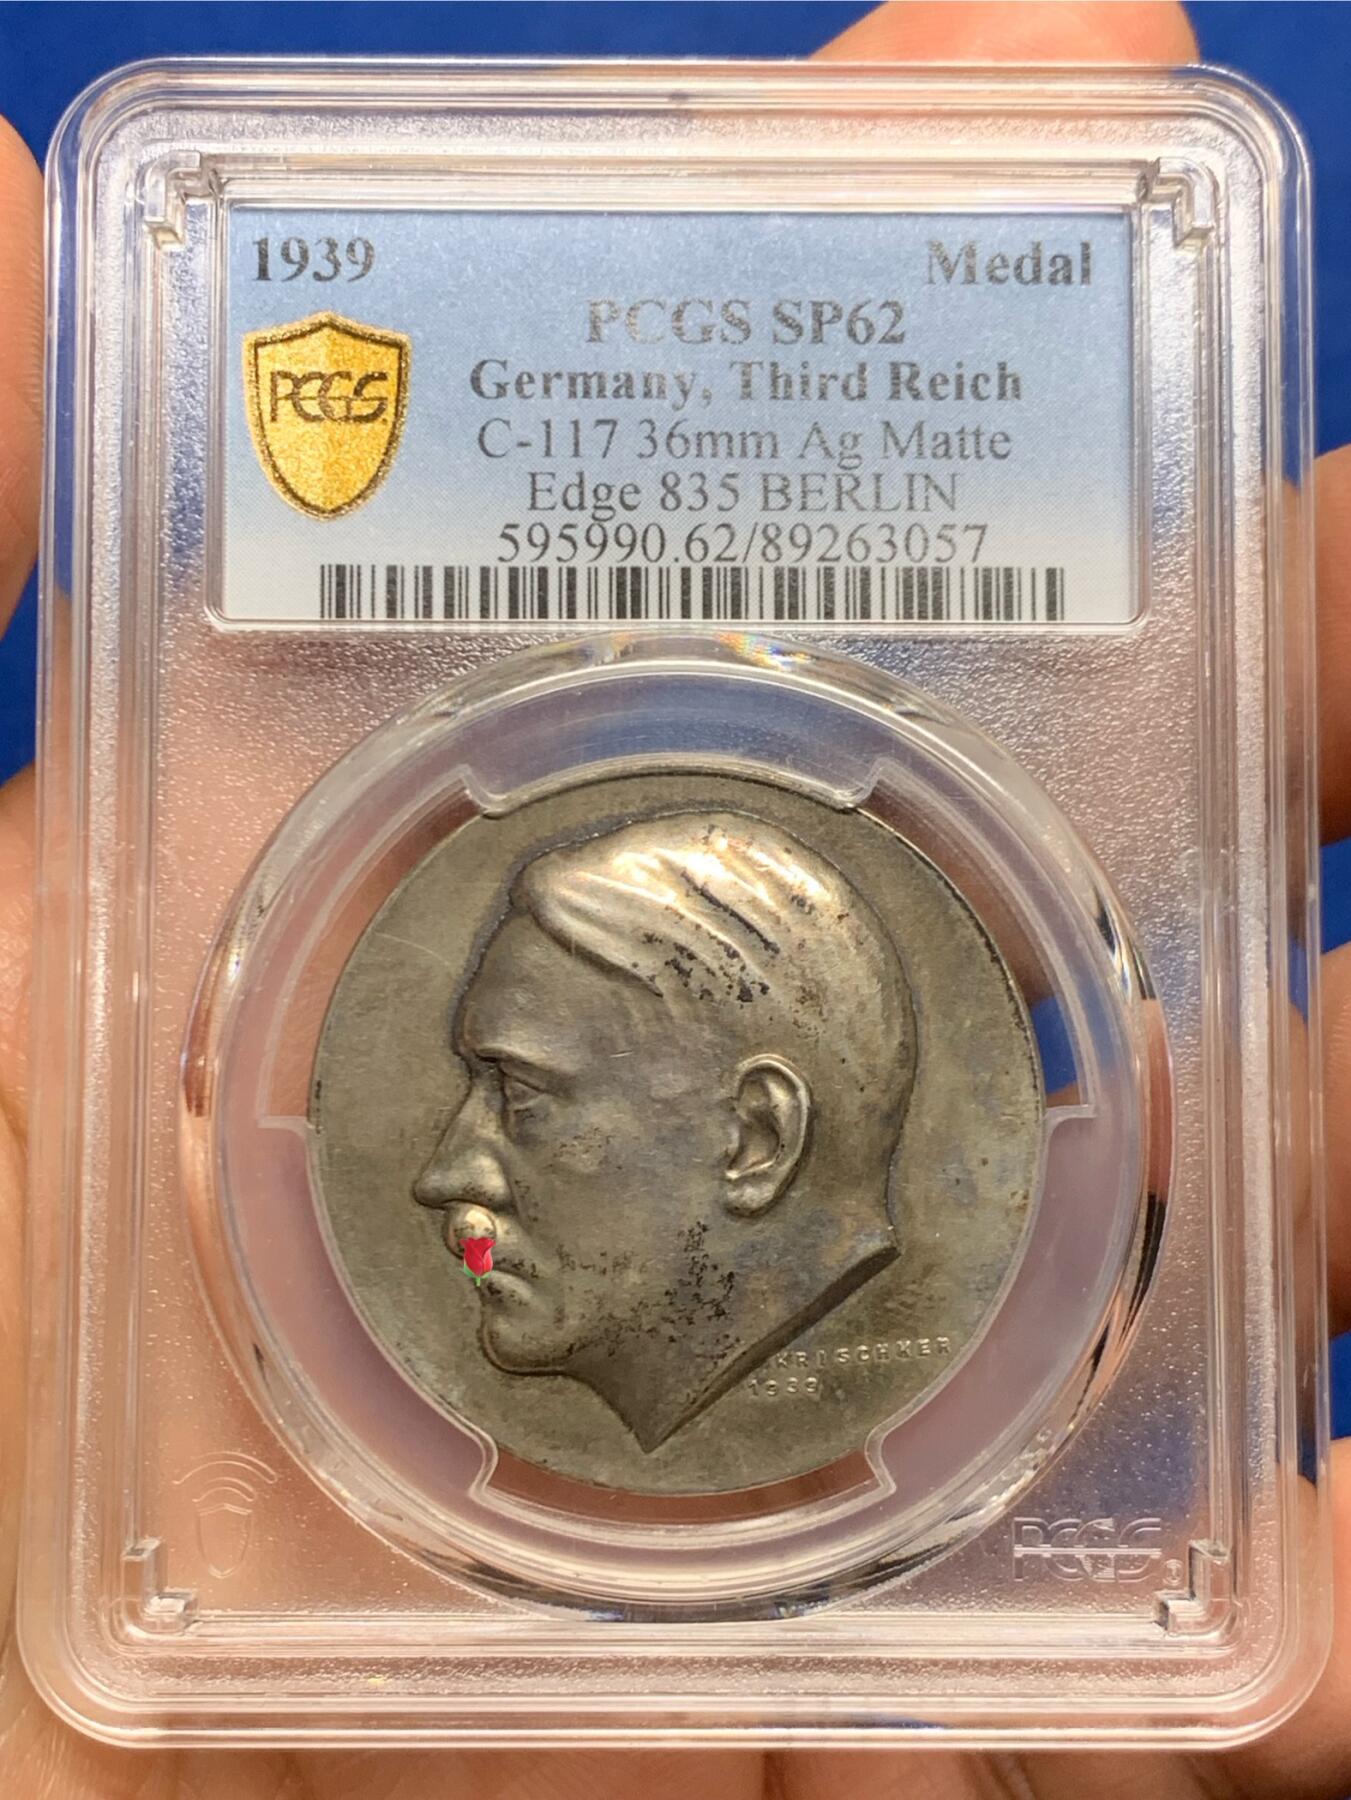 1939 Medal
PCGS SP62
PCGS
Germany, Third Reich
C-117 36mm Ag Matte
Edge 835 BERLIN
595990.62/89263057
KRISCHKER
1939
PCGS